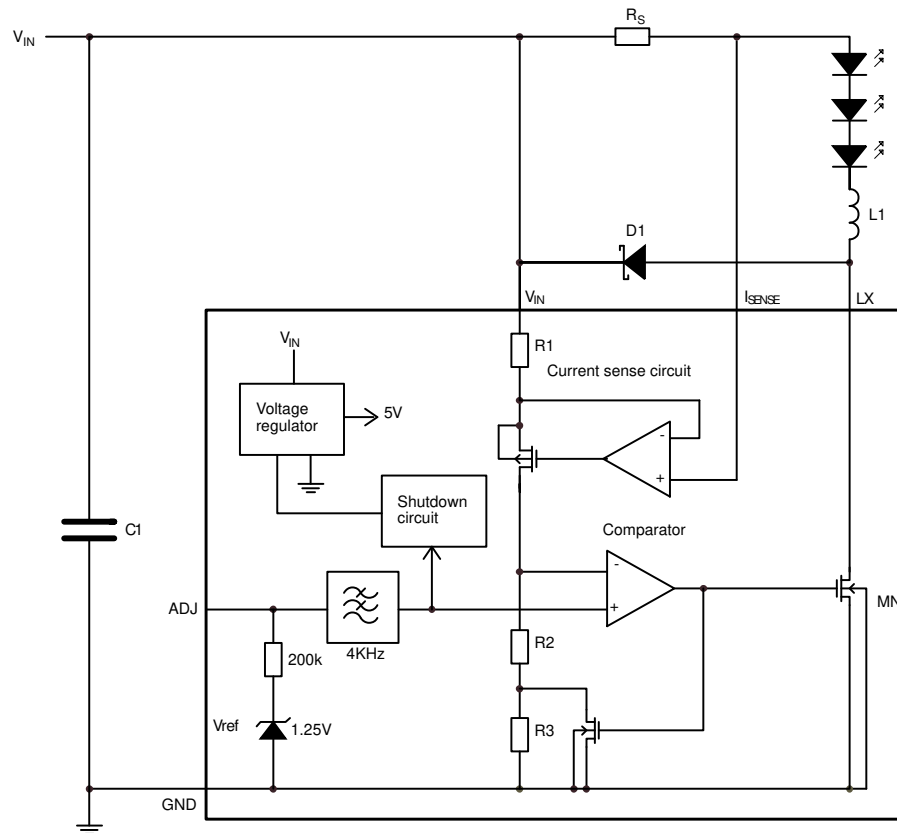 RS
VIN
L1
D1
VIN
ISENSE
LX
R1
VIN
Current sense circuit
Voltage
regulator
5V
-
+
Shutdown
circuit
C1
Comparator
-
+
ADJ
MN
4KHz
200k
R2
Vref
1.25V
R3
GND